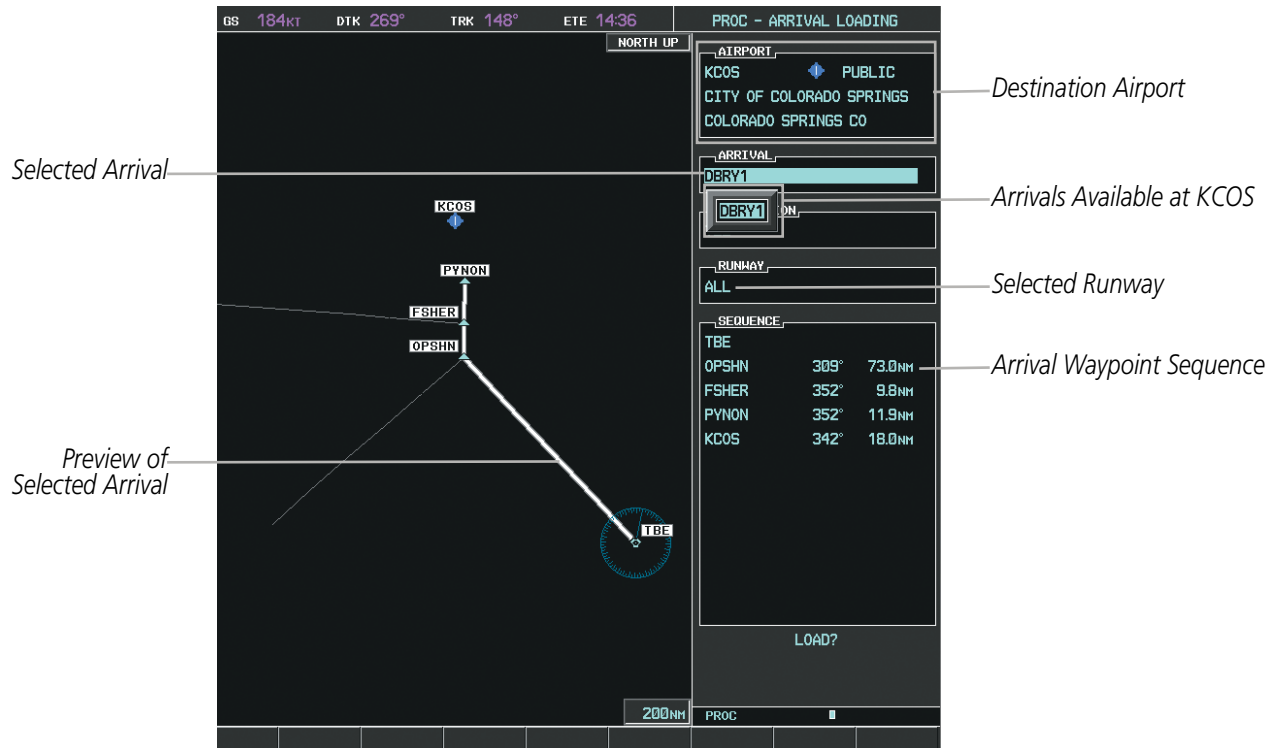 GS 184KT DTK 269° TRK 148° ETE 14:36
PROC - ARRIVAL LOADING
NORTH UP
AIRPORT
KCOS PUBLIC
CITY OF COLORADO SPRINGS
COLORADO SPRINGS CO
Destination Airport
Selected Arrival
ARRIVAL
DBRY1
DBRY1
ON
Arrivals Available at KCOS
KCOS
PYNON
FSHER
OPSHN
TBE
RUNWAY
ALL
Selected Runway
SEQUENCE
TBE
OPSHN 309° 73.0NM
FSHER 352° 9.8NM
PYNON 352° 11.9NM
KCOS 342° 18.0NM
Arrival Waypoint Sequence
Preview of
Selected Arrival
LOAD?
200NM
PROC